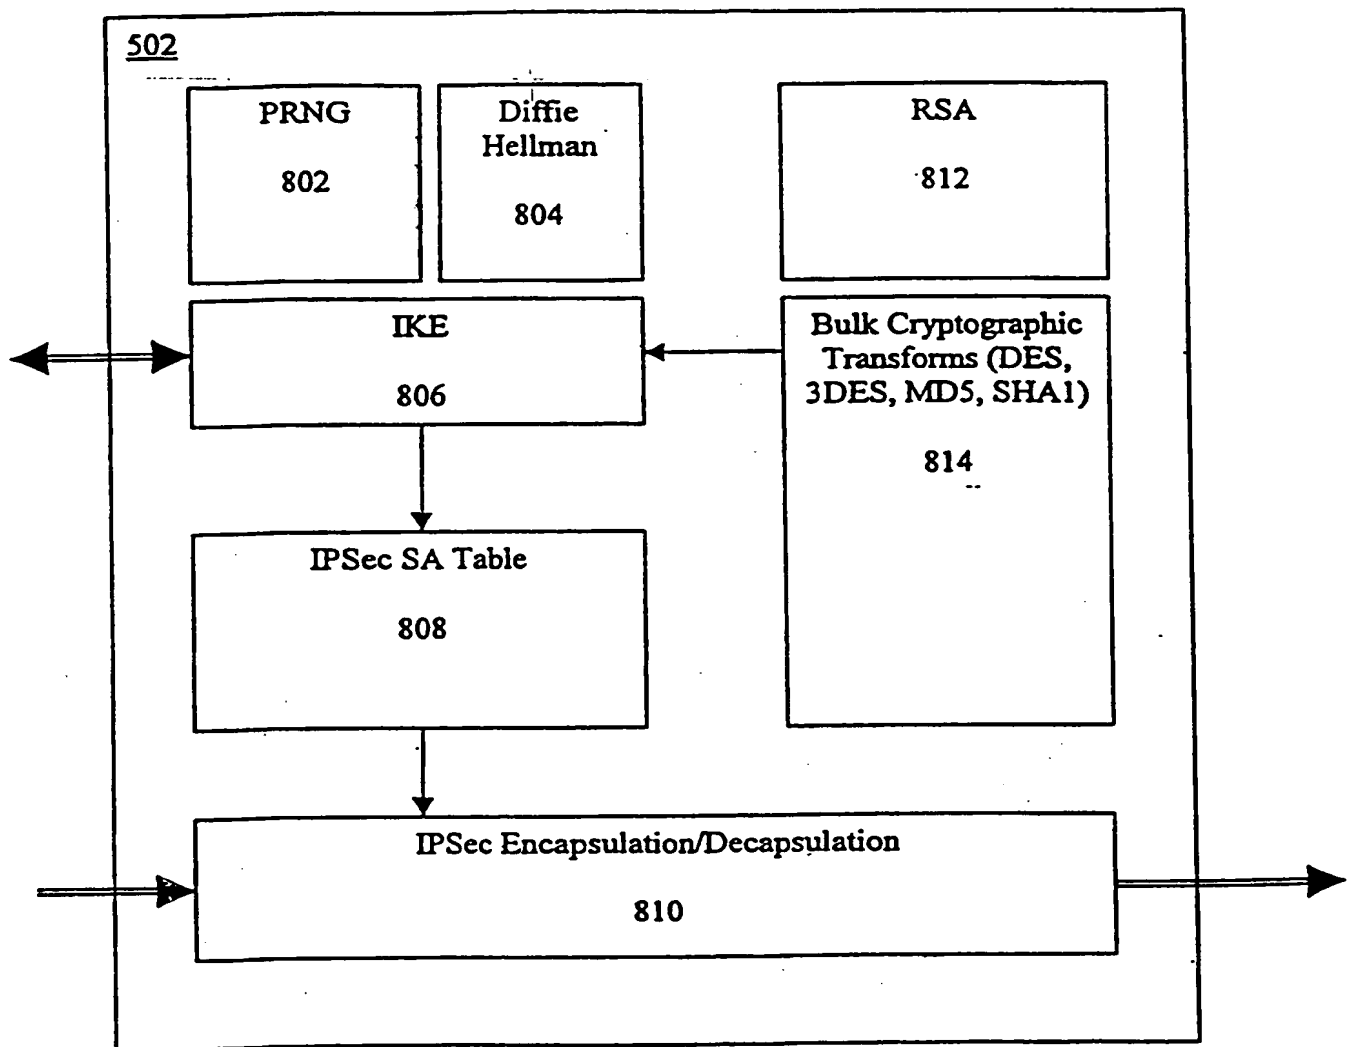 502
PRNG
802
Diffie
Hellman
804
RSA
812
IKE
806
Bulk Cryptographic
Transforms (DES,
3DES, MD5, SHA1)
814
IPSec SA Table
808
IPSec Encapsulation/Decapsulation
810